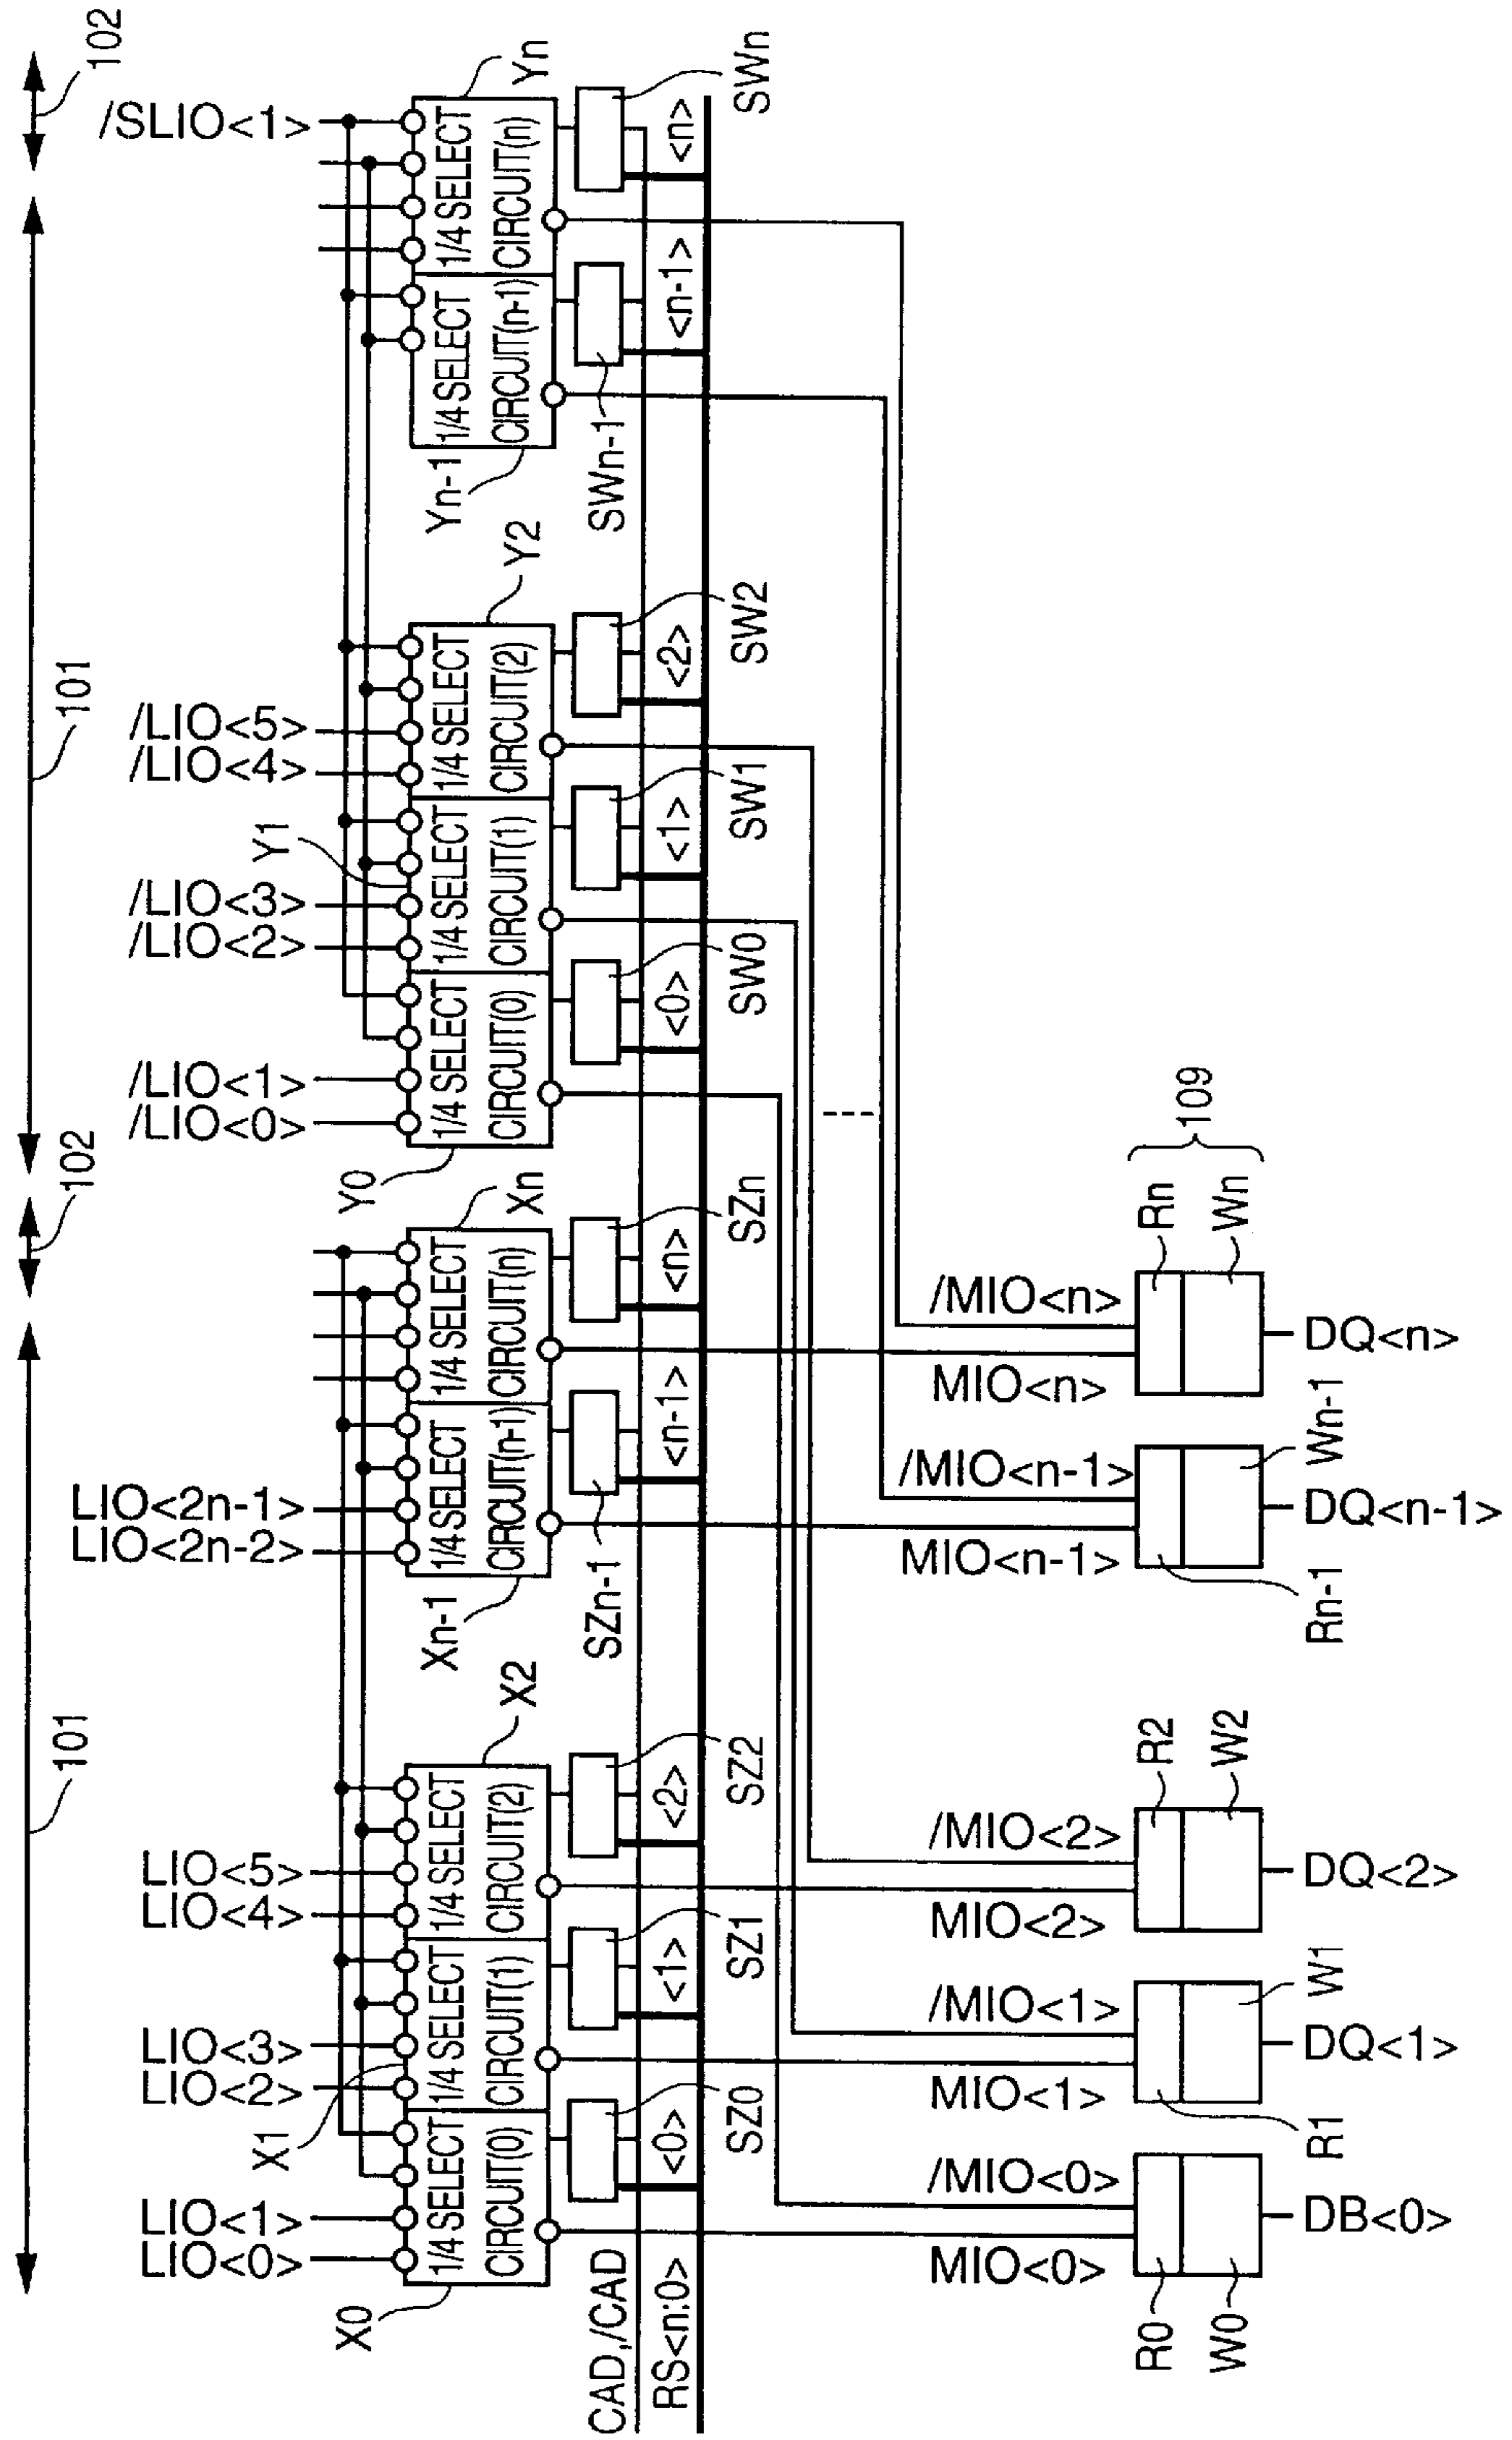 101
102
101
102
LIO<0>
LIO<1>
LIO<2>
LIO<3>
LIO<4>
LIO<5>
LIO<2n-2>
LIO<2n-1>
/LIO<0>
/LIO<1>
/LIO<2>
/LIO<3>
/LIO<4>
/LIO<5>
/SLIO<1>
X0
X1
X2
Xn-1
Xn
Y0
Y1
Y2
Yn-1
Yn
1/4 SELECT
CIRCUIT(0)
1/4 SELECT
CIRCUIT(1)
1/4 SELECT
CIRCUIT(2)
1/4 SELECT
CIRCUIT(n-1)
1/4 SELECT
CIRCUIT(n)
1/4 SELECT
CIRCUIT(0)
1/4 SELECT
CIRCUIT(1)
1/4 SELECT
CIRCUIT(2)
1/4 SELECT
CIRCUIT(n-1)
1/4 SELECT
CIRCUIT(n)
CAD,/CAD
SZn-1
SWn-1
RS<n:0>
<0>
<1>
<2>
<n-1>
<n>
<0>
<1>
<2>
<n-1>
<n>
SZ0
SZ1
SZ2
SZn
SW0
SW1
SW2
SWn
MIO<0>
/MIO<0>
MIO<1>
/MIO<1>
MIO<2>
/MIO<2>
MIO<n-1>
/MIO<n-1>
MIO<n>
/MIO<n>
R0
W0
R1
W1
R2
W2
Rn-1
Wn-1
Rn
Wn
109
DB<0>
DQ<1>
DQ<2>
DQ<n-1>
DQ<n>